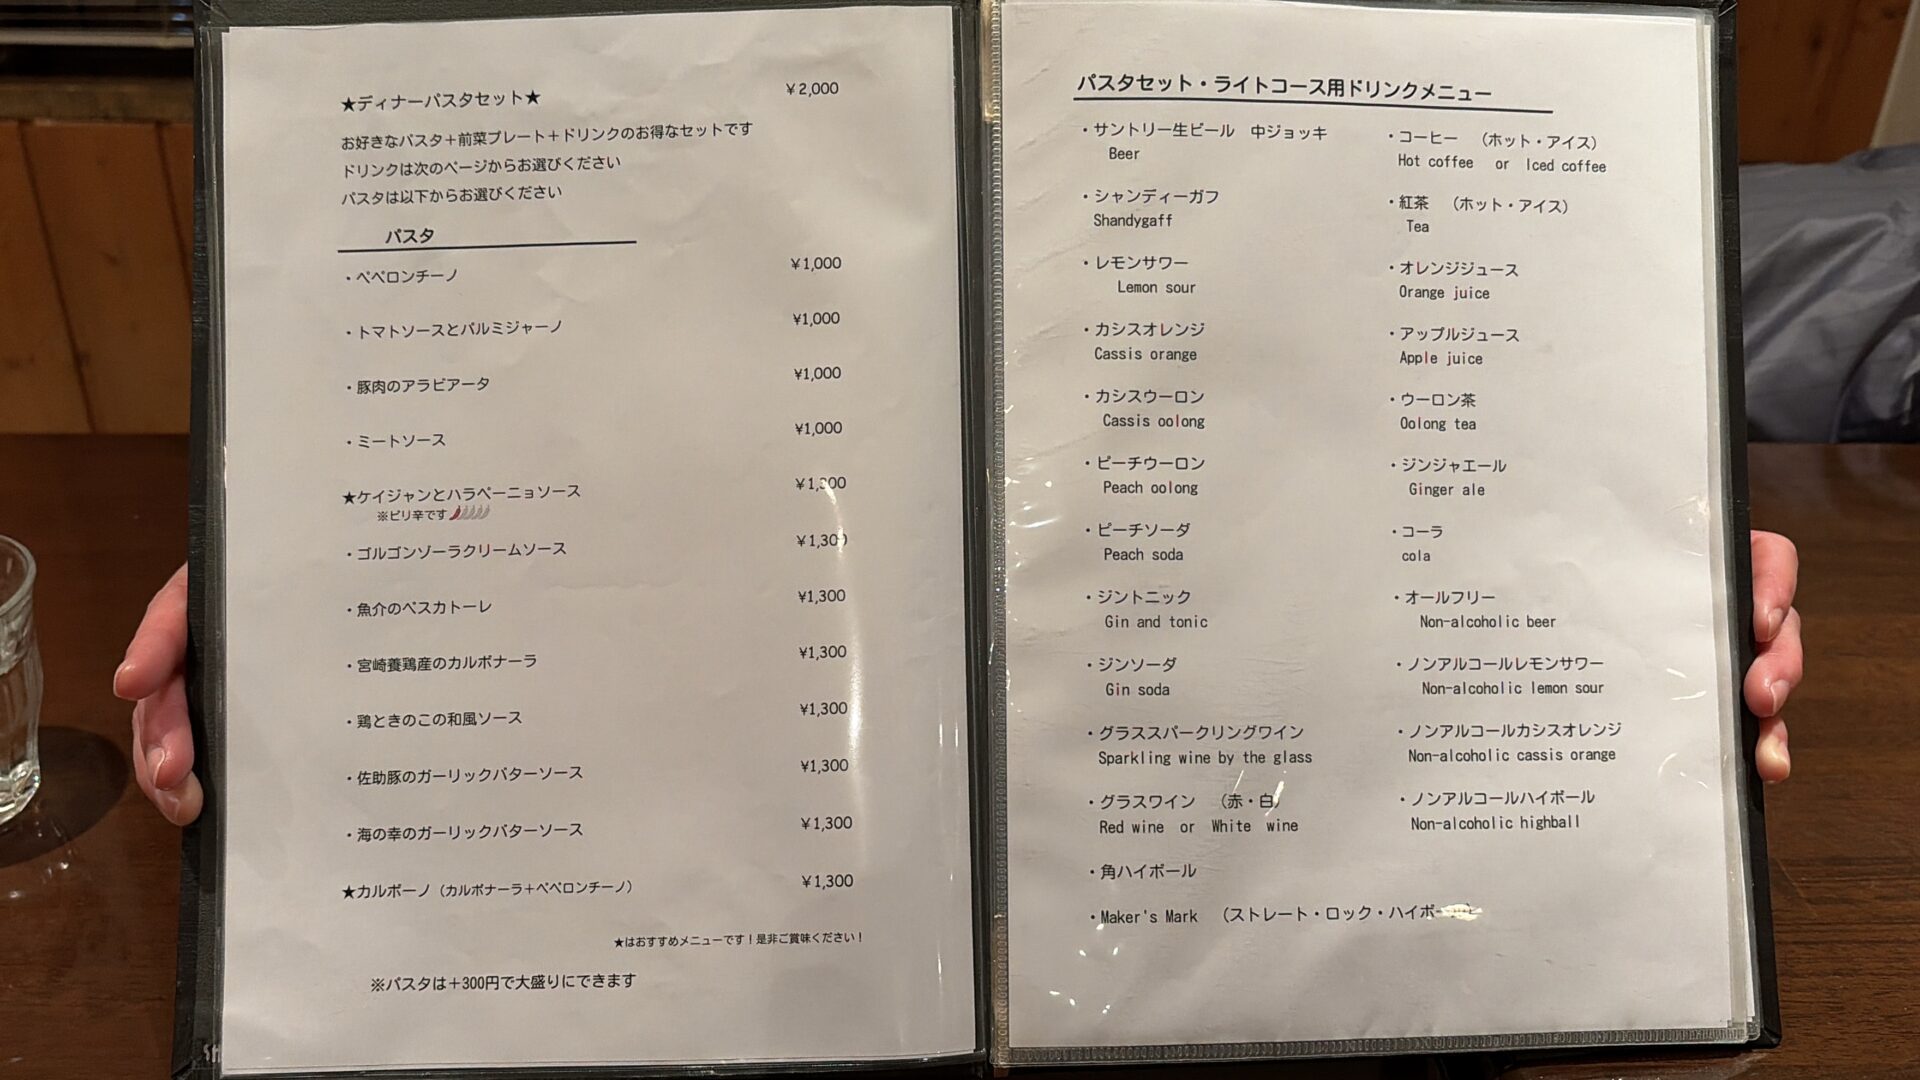 ★ディナーパスタセット★ ¥2,000
お好きなパスタ＋前菜プレート＋ドリンクのお得なセットです
ドリンクは次のページからお選びください
パスタは以下からお選びください
パスタ
・ペペロンチーノ ¥1,000
・トマトソースとパルミジャーノ ¥1,000
・豚肉のアラビアータ ¥1,000
・ミートソース ¥1,000
★ケイジャンとハラペーニョソース ¥1,300
※ピリ辛です
・ゴルゴンゾーラクリームソース ¥1,300
・魚介のペスカトーレ ¥1,300
・宮崎養鶏産のカルボナーラ ¥1,300
・鶏ときのこの和風ソース ¥1,300
・佐助豚のガーリックバターソース ¥1,300
・海の幸のガーリックバターソース ¥1,300
★カルボーノ（カルボナーラ＋ペペロンチーノ） ¥1,300
★はおすすめメニューです！是非ご賞味ください！
※パスタは＋300円で大盛りにできます
パスタセット・ライトコース用ドリンクメニュー
・サントリー生ビール 中ジョッキ
Beer
・シャンディーガフ
Shandygaff
・レモンサワー
Lemon sour
・カシスオレンジ
Cassis orange
・カシスウーロン
Cassis oolong
・ピーチウーロン
Peach oolong
・ピーチソーダ
Peach soda
・ジントニック
Gin and tonic
・ジンソーダ
Gin soda
・グラススパークリングワイン
Sparkling wine by the glass
・グラスワイン （赤・白）
Red wine or White wine
・角ハイボール
・Maker's Mark （ストレート・ロック・ハイボ
・コーヒー （ホット・アイス）
Hot coffee or Iced coffee
・紅茶 （ホット・アイス）
Tea
・オレンジジュース
Orange juice
・アップルジュース
Apple juice
・ウーロン茶
Oolong tea
・ジンジャエール
Ginger ale
・コーラ
cola
・オールフリー
Non-alcoholic beer
・ノンアルコールレモンサワー
Non-alcoholic lemon sour
・ノンアルコールカシスオレンジ
Non-alcoholic cassis orange
・ノンアルコールハイボール
Non-alcoholic highball